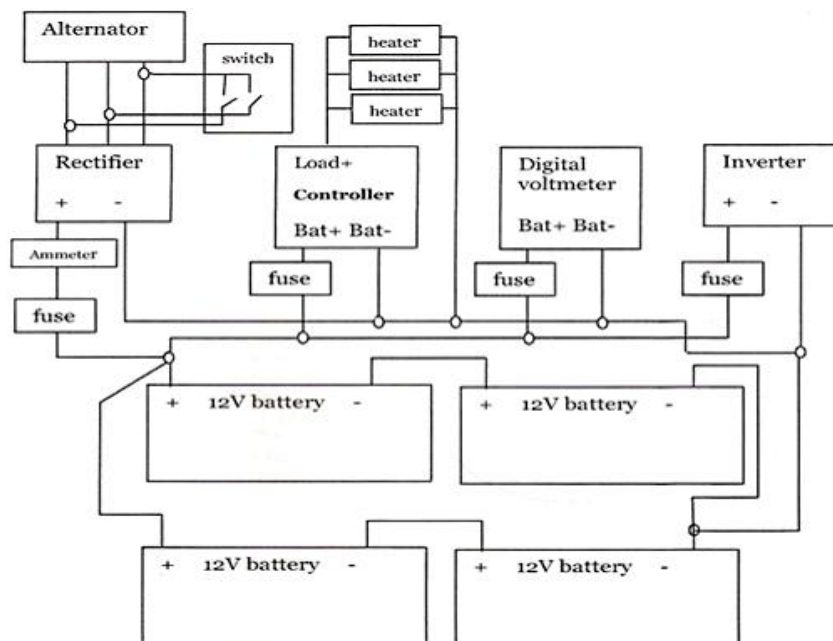 Alternator
switch
heater
heater
heater
Rectifier
+ -
Load+
Controller
Bat+ Bat-
Digital
voltmeter
Bat+ Bat-
Inverter
+ -
Ammeter
fuse
fuse
fuse
fuse
+ 12V battery -
+ 12V battery -
+ 12V battery -
+ 12V battery -